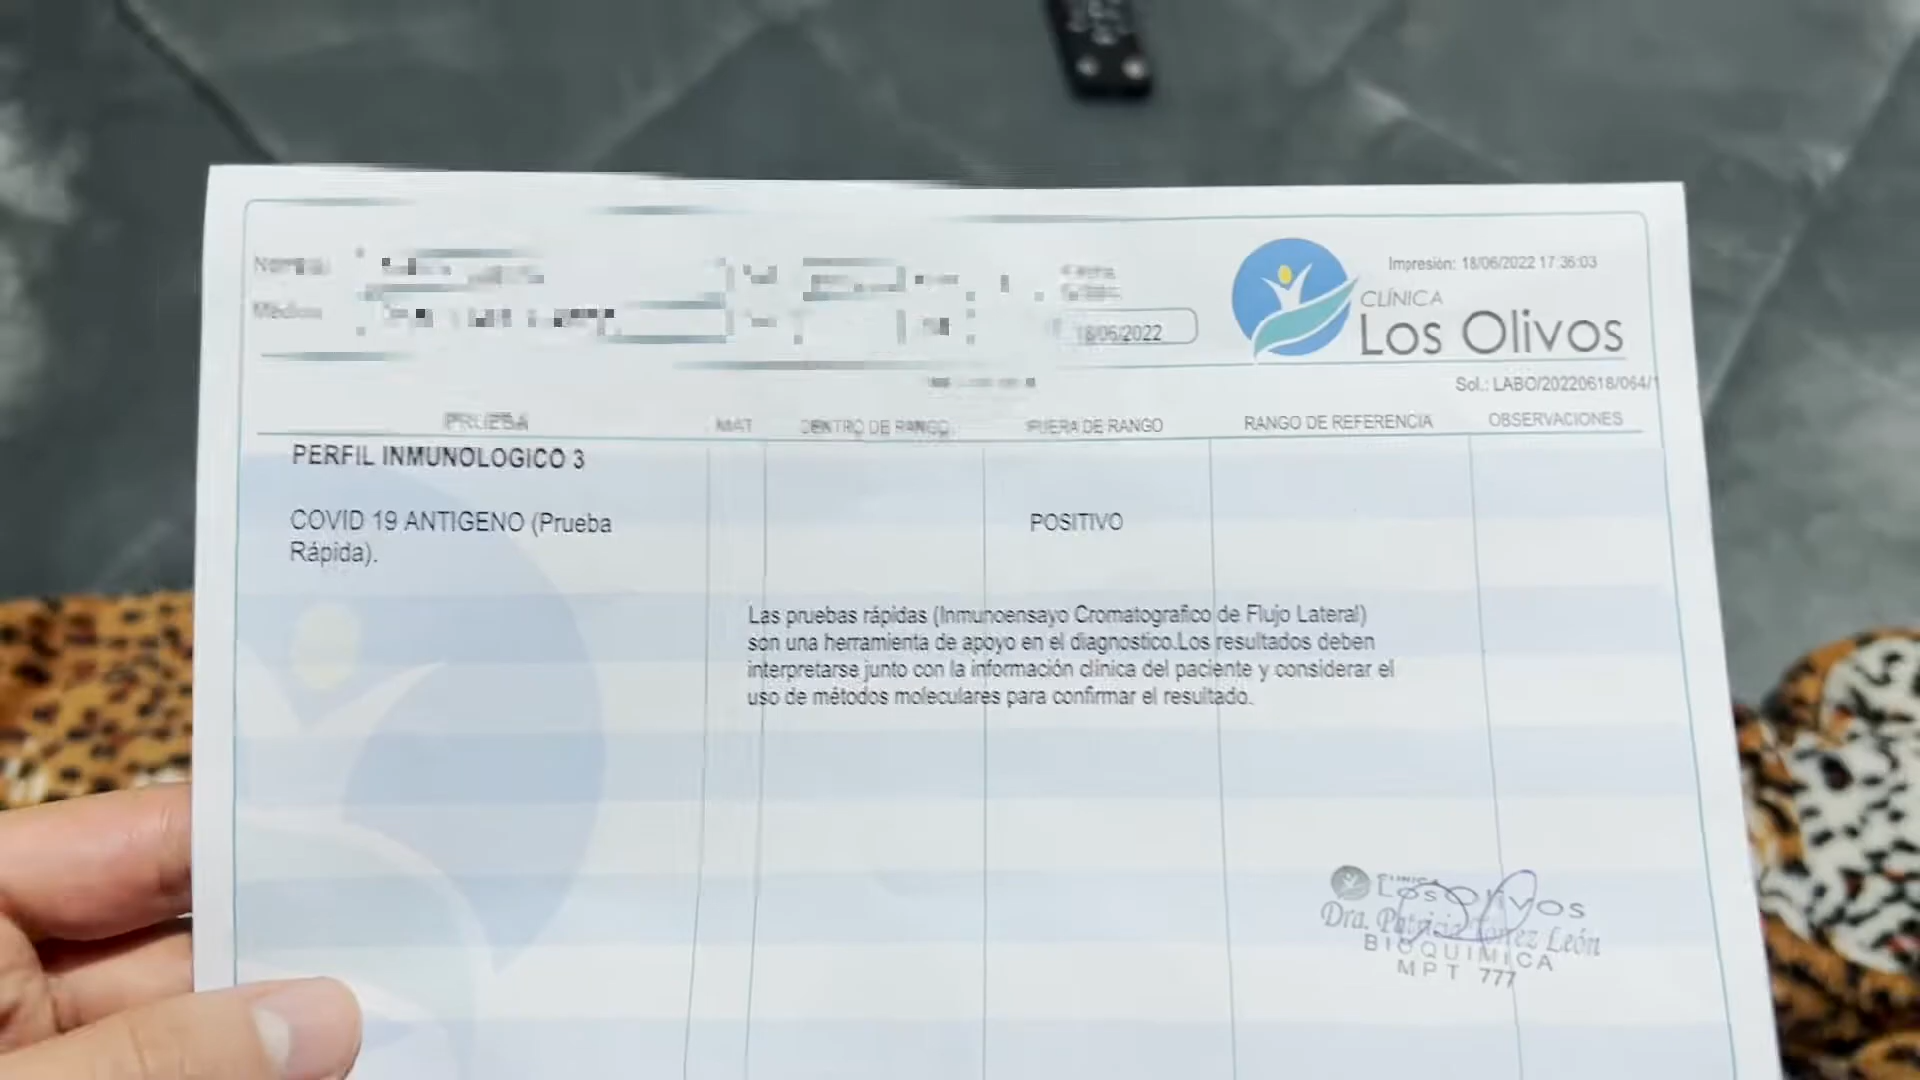 Impresión: 18/06/2022 17:36:03
CLÍNICA
Los Olivos
18/06/2022
Sol.: LABO/20220618/064/1
PRUEBA MAT DENTRO DE RANGO FUERA DE RANGO RANGO DE REFERENCIA OBSERVACIONES
PERFIL INMUNOLOGICO 3
COVID 19 ANTIGENO (Prueba POSITIVO
Rápida).
Las pruebas rápidas (Inmunoensayo Cromatografico de Flujo Lateral)
son una herramienta de apoyo en el diagnostico.Los resultados deben
interpretarse junto con la información clínica del paciente y considerar el
uso de métodos moleculares para confirmar el resultado.
CLINICA
Los Olivos
Dra. Patricia León
BIOQUIMICA
MPT 777